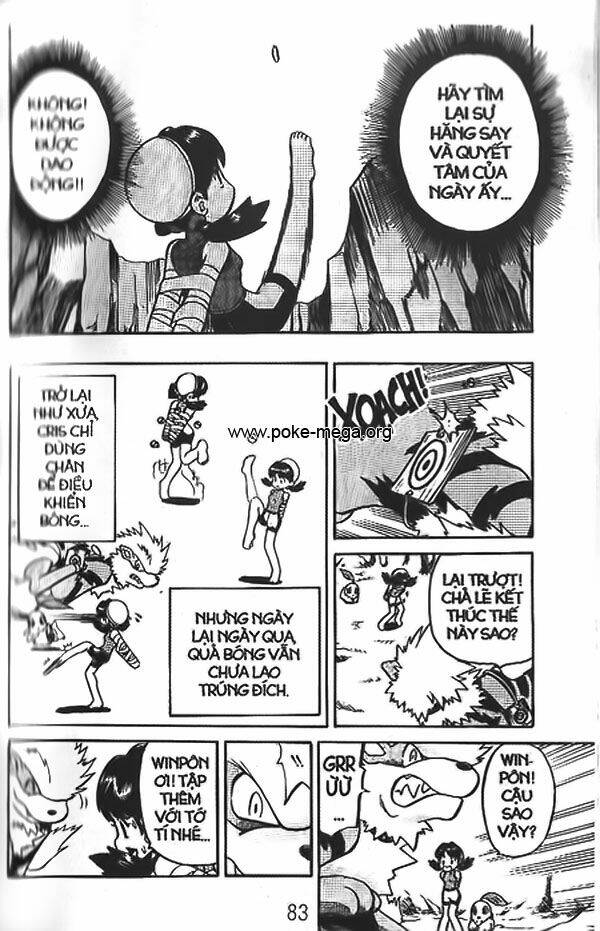 KHÔNG!
KHÔNG
ĐƯỢC
DAO
ĐỘNG!!
HÃY TÌM
LẠI SỰ
HĂNG SAY
VÀ QUYẾT
TÂM CỦA
NGÀY ẤY...
TRỞ LẠI
NHƯ XƯA,
CRIS CHỈ
DÙNG
CHÂN
ĐỂ ĐIỀU
KHIỂN
BÓNG...
www.poke-mega.org
YOACH!
NHƯNG NGÀY
LẠI NGÀY QUA,
QUẢ BÓNG VẪN
CHƯA LAO
TRÚNG ĐÍCH.
LẠI TRƯỢT!
CHẢ LẼ KẾT
THÚC THẾ
NÀY SAO?
WINPÔN
ƠI! TẬP
THÊM
VỚI TỚ
TÍ NHÉ...
GRR
ỪỪ
...
WIN-
PÔN!
CẬU
SAO
VẬY?
83